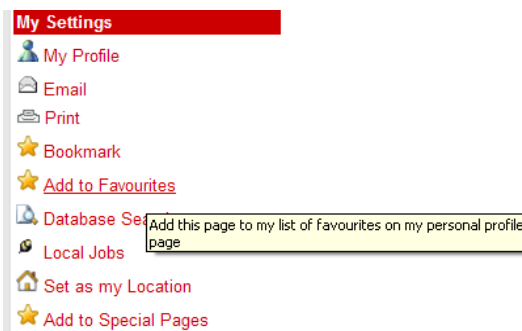 My Settings
My Profile
Email
Print
Bookmark
Add to Favourites
Database
Add this page to my list of favourites on my personal profile
page
Local Jobs
Set as my Location
Add to Special Pages